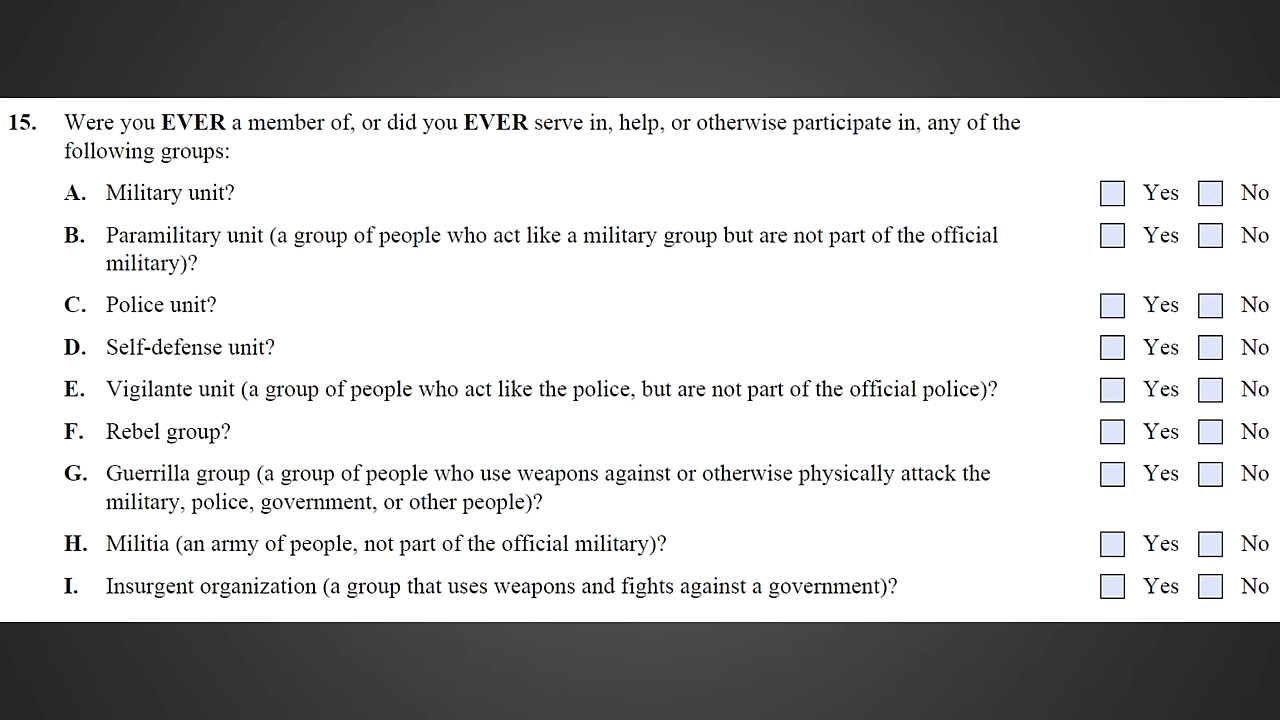 15. Were you EVER a member of, or did you EVER serve in, help, or otherwise participate in, any of the
following groups:
A. Military unit? Yes No
B. Paramilitary unit (a group of people who act like a military group but are not part of the official Yes No
military)?
C. Police unit? Yes No
D. Self-defense unit? Yes No
E. Vigilante unit (a group of people who act like the police, but are not part of the official police)? Yes No
F. Rebel group? Yes No
G. Guerrilla group (a group of people who use weapons against or otherwise physically attack the Yes No
military, police, government, or other people)?
H. Militia (an army of people, not part of the official military)? Yes No
I. Insurgent organization (a group that uses weapons and fights against a government)? Yes No